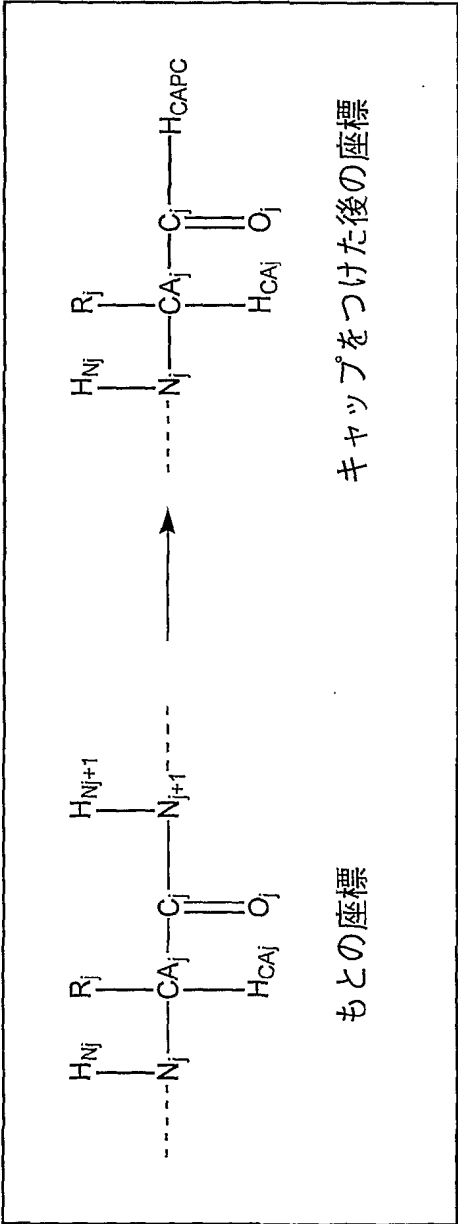 H_Nj R_j H_Nj+1
N_j CA_j C_j N_j+1
H_CAj O_j
もとの座標
H_Nj R_j
N_j CA_j C_j H_CAPC
H_CAj O_j
キャップをつけた後の座標